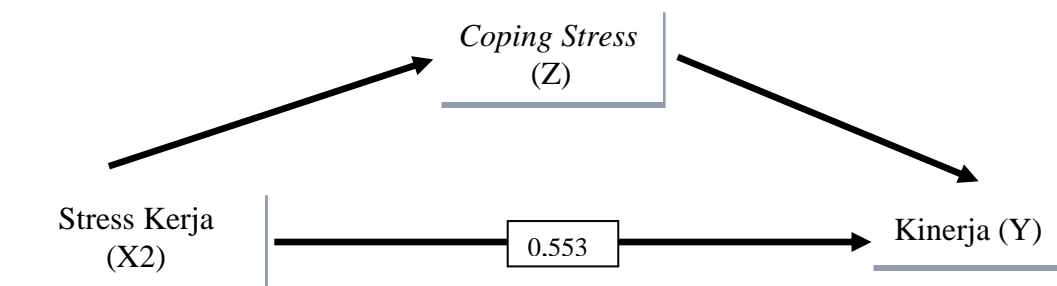 Coping Stress
(Z)
Stress Kerja
(X2)
0.553
Kinerja (Y)